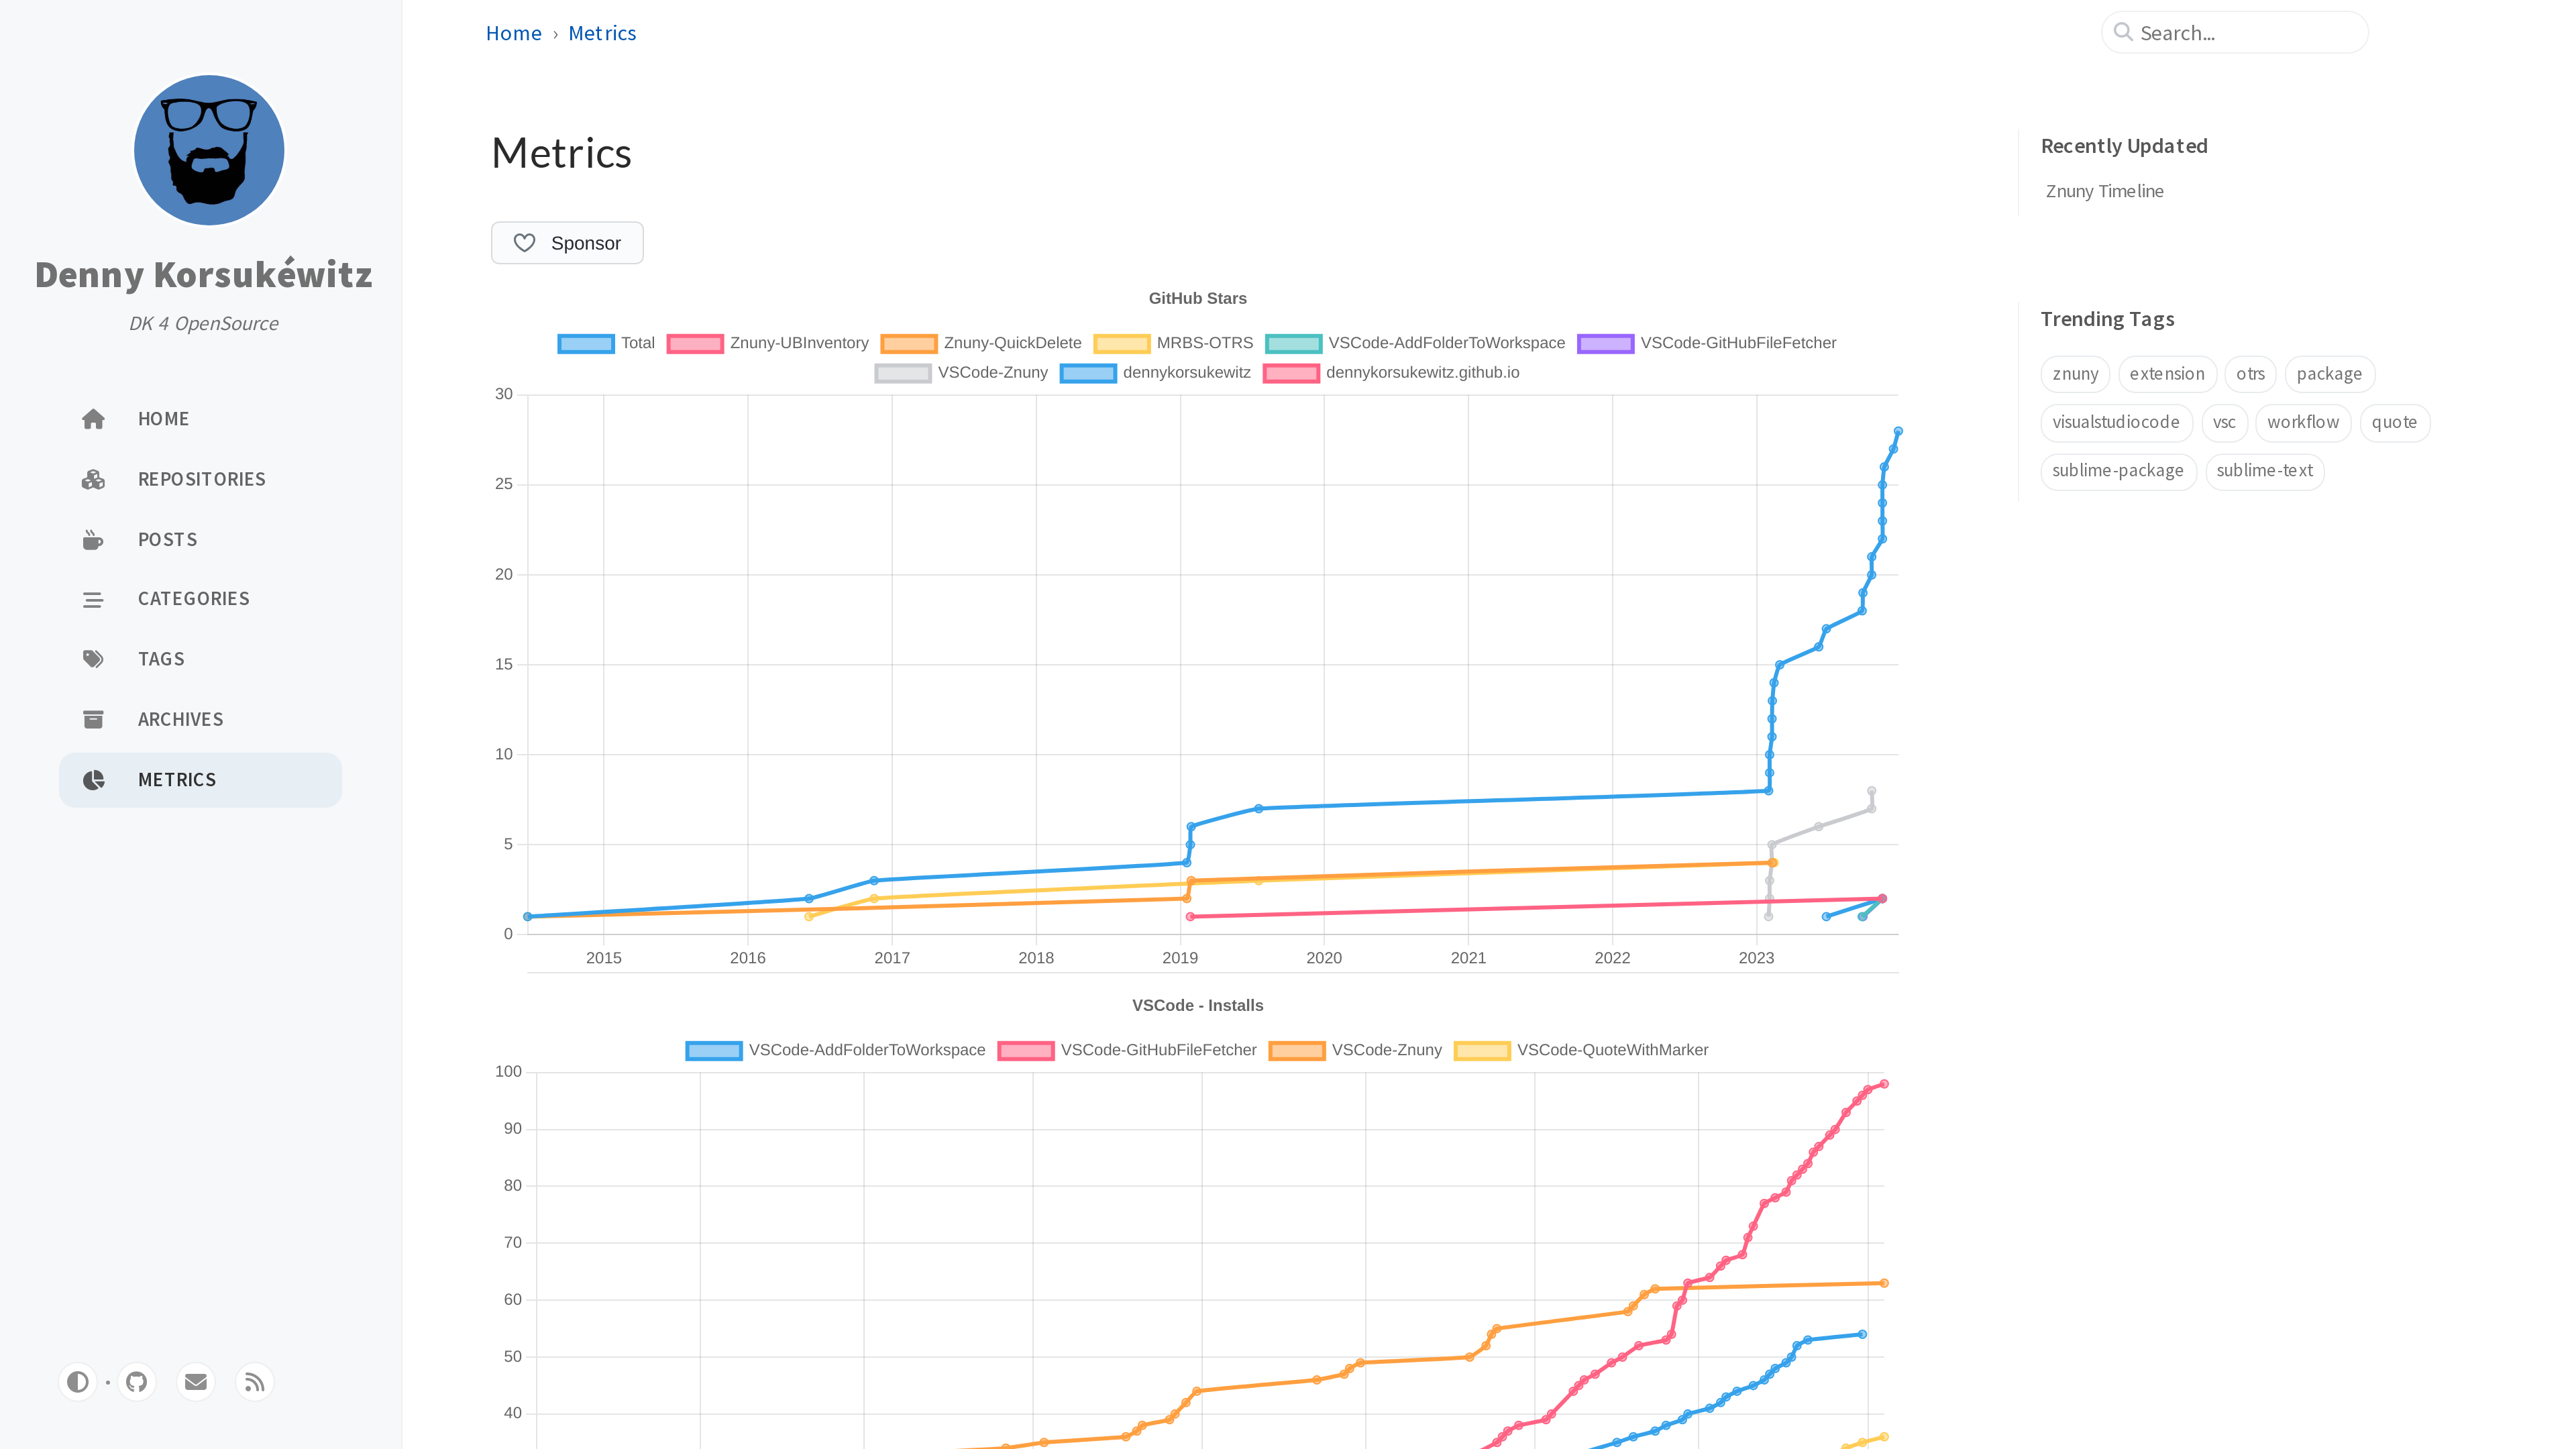 Denny Korsukéwitz
DK 4 OpenSource
HOME
REPOSITORIES
POSTS
CATEGORIES
TAGS
ARCHIVES
METRICS
Home › Metrics
Search...
Metrics
Sponsor
GitHub Stars
Total Znuny-UBInventory Znuny-QuickDelete MRBS-OTRS VSCode-AddFolderToWorkspace VSCode-GitHubFileFetcher
VSCode-Znuny dennykorsukewitz dennykorsukewitz.github.io
30
25
20
15
10
5
0
2015 2016 2017 2018 2019 2020 2021 2022 2023
VSCode - Installs
VSCode-AddFolderToWorkspace VSCode-GitHubFileFetcher VSCode-Znuny VSCode-QuoteWithMarker
100
90
80
70
60
50
40
Recently Updated
Znuny Timeline
Trending Tags
znuny extension otrs package
visualstudiocode vsc workflow quote
sublime-package sublime-text